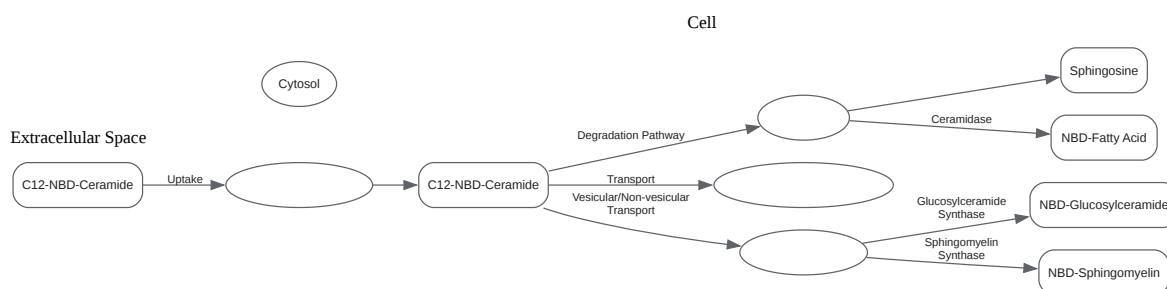 Cell
Cytosol
Sphingosine
Ceramidase
Degradation Pathway
NBD-Fatty Acid
Extracellular Space
C12-NBD-Ceramide
Uptake
C12-NBD-Ceramide
Transport
Vesicular/Non-vesicular
Transport
Glucosylceramide
Synthase
NBD-Glucosylceramide
Sphingomyelin
Synthase
NBD-Sphingomyelin